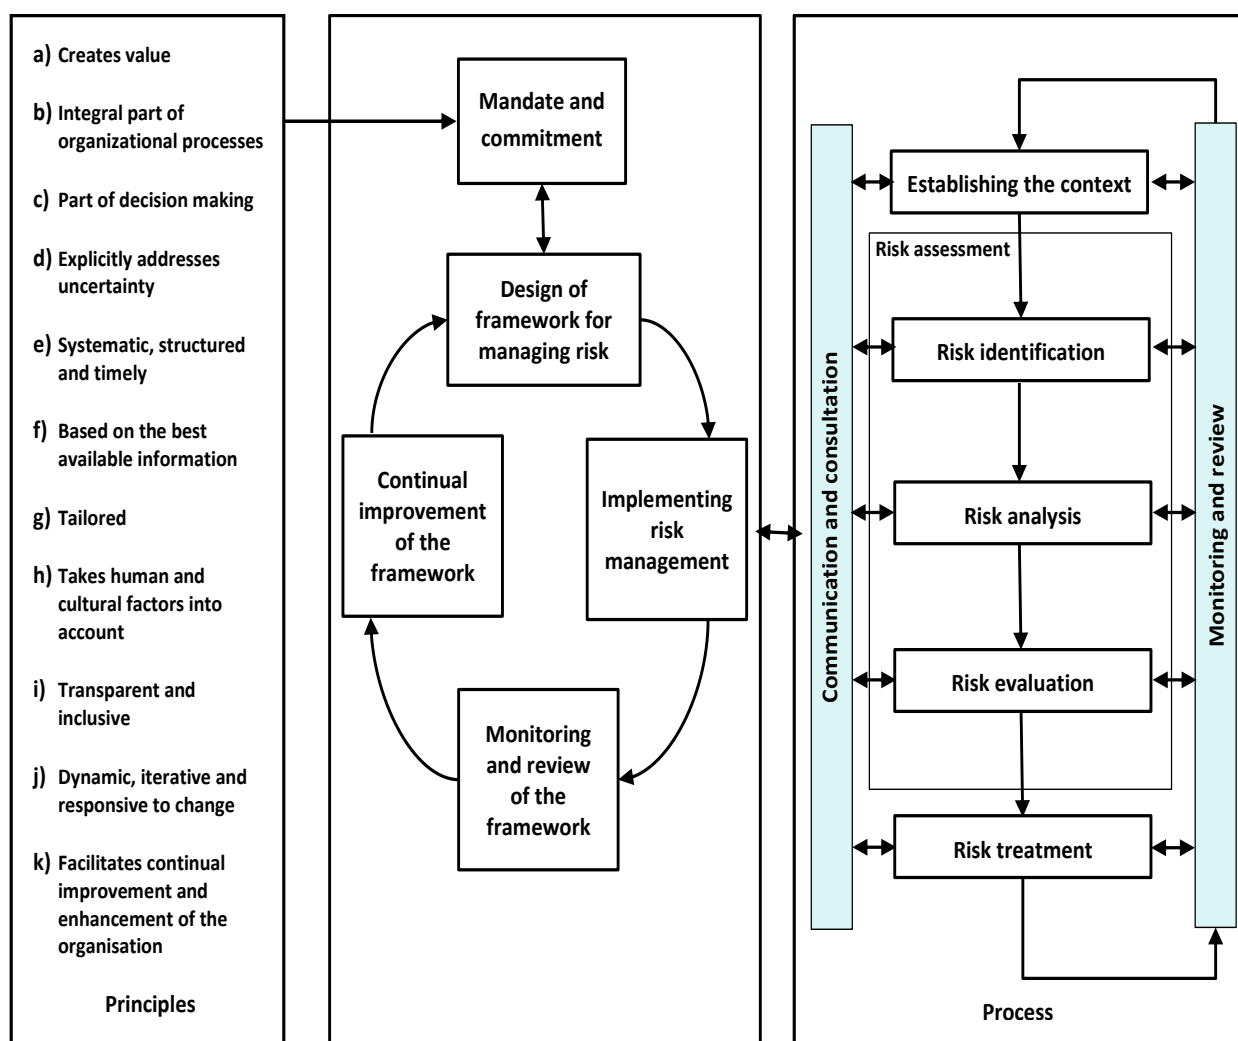 a) Creates value
b) Integral part of
organizational processes
c) Part of decision making
d) Explicitly addresses
uncertainty
e) Systematic, structured
and timely
f) Based on the best
available information
g) Tailored
h) Takes human and
cultural factors into
account
i) Transparent and
inclusive
j) Dynamic, iterative and
responsive to change
k) Facilitates continual
improvement and
enhancement of the
organisation
Principles
Mandate and
commitment
Design of
framework for
managing risk
Continual
improvement
of the
framework
Implementing
risk
management
Monitoring
and review
of the
framework
Communication and consultation
Establishing the context
Risk assessment
Risk identification
Risk analysis
Risk evaluation
Risk treatment
Monitoring and review
Process